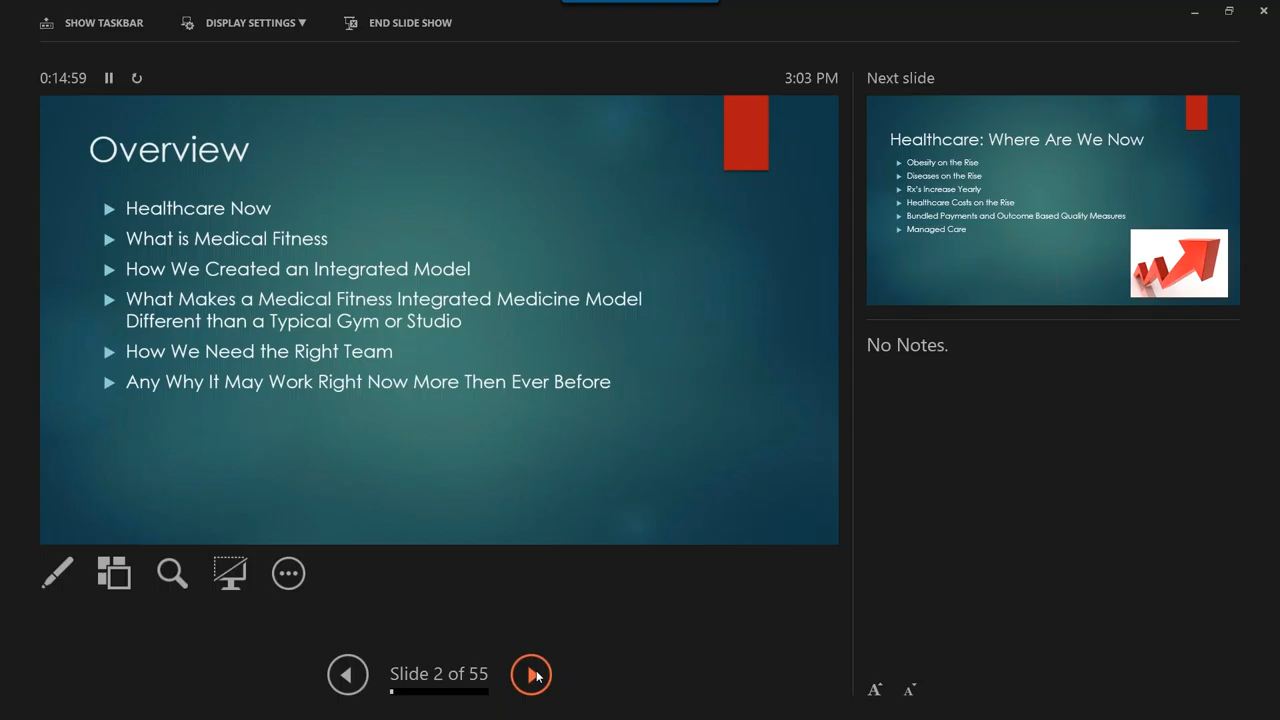 SHOW TASKBAR
DISPLAY SETTINGS ▼
END SLIDE SHOW
0:14:59
3:03 PM
Overview
Healthcare Now
What is Medical Fitness
How We Created an Integrated Model
What Makes a Medical Fitness Integrated Medicine Model
Different than a Typical Gym or Studio
How We Need the Right Team
Any Why It May Work Right Now More Then Ever Before
Slide 2 of 55
Next slide
Healthcare: Where Are We Now
Obesity on the Rise
Diseases on the Rise
Rx's Increase Yearly
Healthcare Costs on the Rise
Bundled Payments and Outcome Based Quality Measures
Managed Care
No Notes.
A A